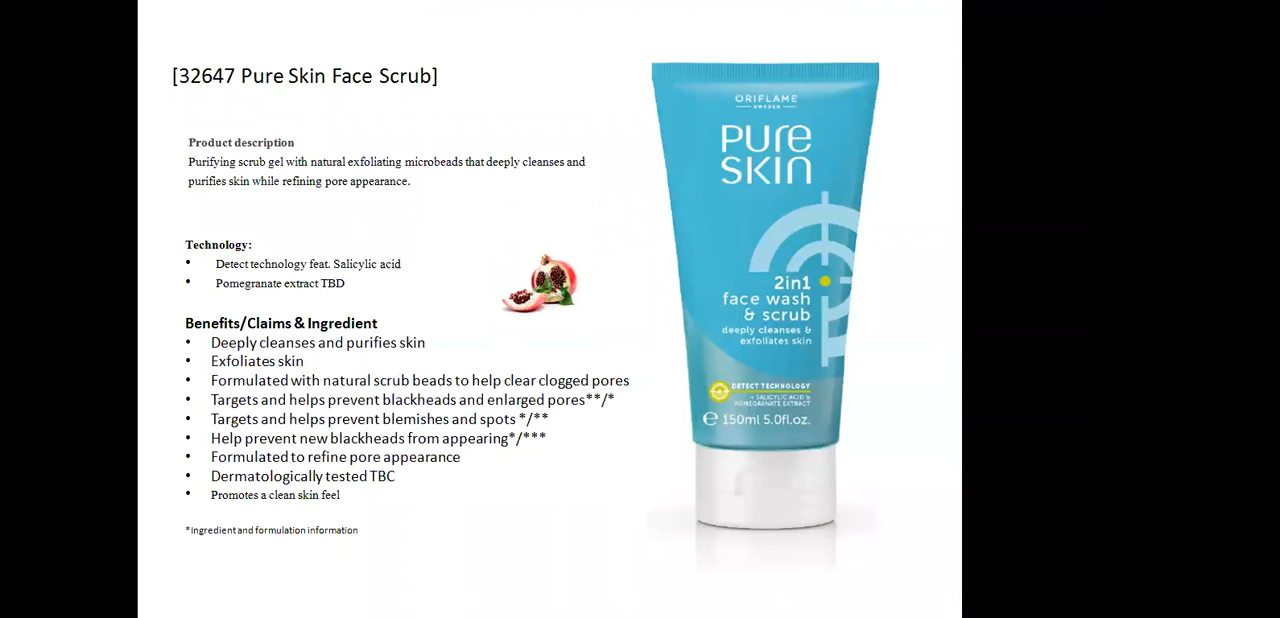 [32647 Pure Skin Face Scrub]
Product description
Purifying scrub gel with natural exfoliating microbeads that deeply cleanses and
purifies skin while refining pore appearance.
Technology:
• Detect technology feat. Salicylic acid
• Pomegranate extract TBD
Benefits/Claims & Ingredient
• Deeply cleanses and purifies skin
• Exfoliates skin
• Formulated with natural scrub beads to help clear clogged pores
• Targets and helps prevent blackheads and enlarged pores**/*
• Targets and helps prevent blemishes and spots */**
• Help prevent new blackheads from appearing*/***
• Formulated to refine pore appearance
• Dermatologically tested TBC
• Promotes a clean skin feel
*Ingredient and formulation information
ORIFLAME
SWEDEN
PURE
SKIN
2in1
face wash
& scrub
deeply cleanses &
exfoliates skin
DETECT TECHNOLOGY
+ SALICYLIC ACID &
POMEGRANATE EXTRACT
℮ 150ml 5.0fl.oz.